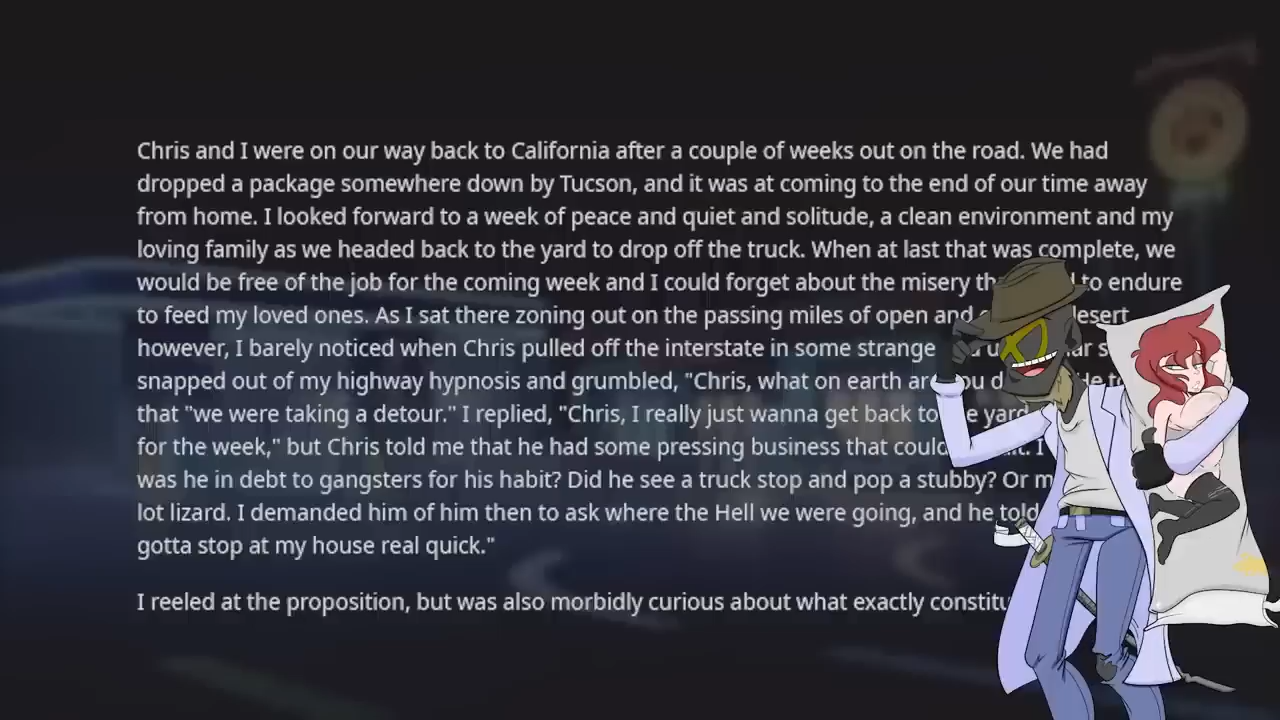 Chris and I were on our way back to California after a couple of weeks out on the road. We had
dropped a package somewhere down by Tucson, and it was at coming to the end of our time away
from home. I looked forward to a week of peace and quiet and solitude, a clean environment and my
loving family as we headed back to the yard to drop off the truck. When at last that was complete, we
would be free of the job for the coming week and I could forget about the misery to endure
to feed my loved ones. As I sat there zoning out on the passing miles of open and desert
however, I barely noticed when Chris pulled off the interstate in some strange
snapped out of my highway hypnosis and grumbled, "Chris, what on earth are you
that "we were taking a detour." I replied, "Chris, I really just wanna get back to the yard
for the week," but Chris told me that he had some pressing business that could I
was he in debt to gangsters for his habit? Did he see a truck stop and pop a stubby? Or
lot lizard. I demanded him of him then to ask where the Hell we were going, and he told
gotta stop at my house real quick."
I reeled at the proposition, but was also morbidly curious about what exactly